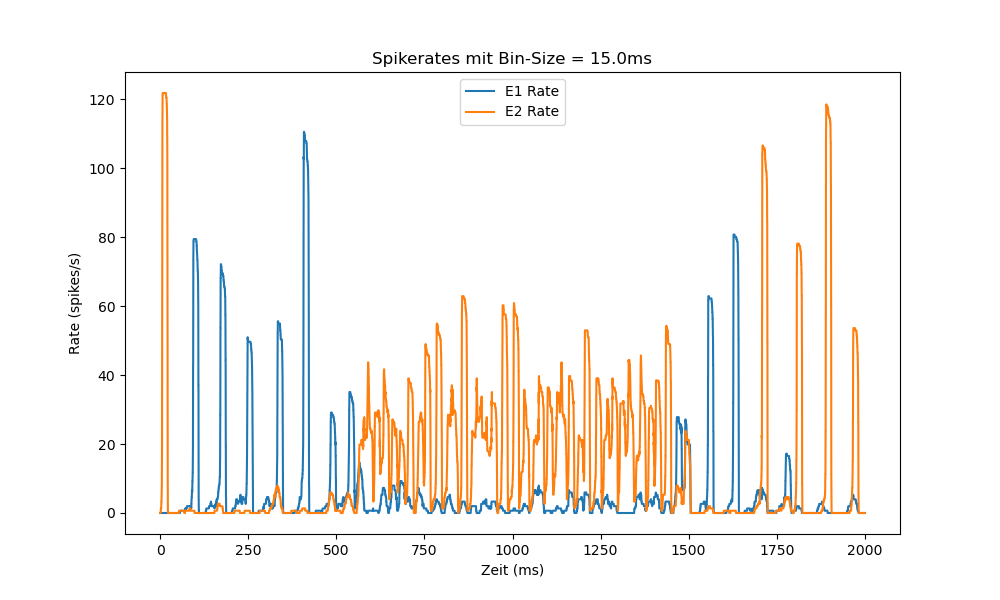 Spikerates mit Bin-Size = 15.0ms
E1 Rate
E2 Rate
120
100
80
60
40
20
0
Rate (spikes/s)
0 250 500 750 1000 1250 1500 1750 2000
Zeit (ms)